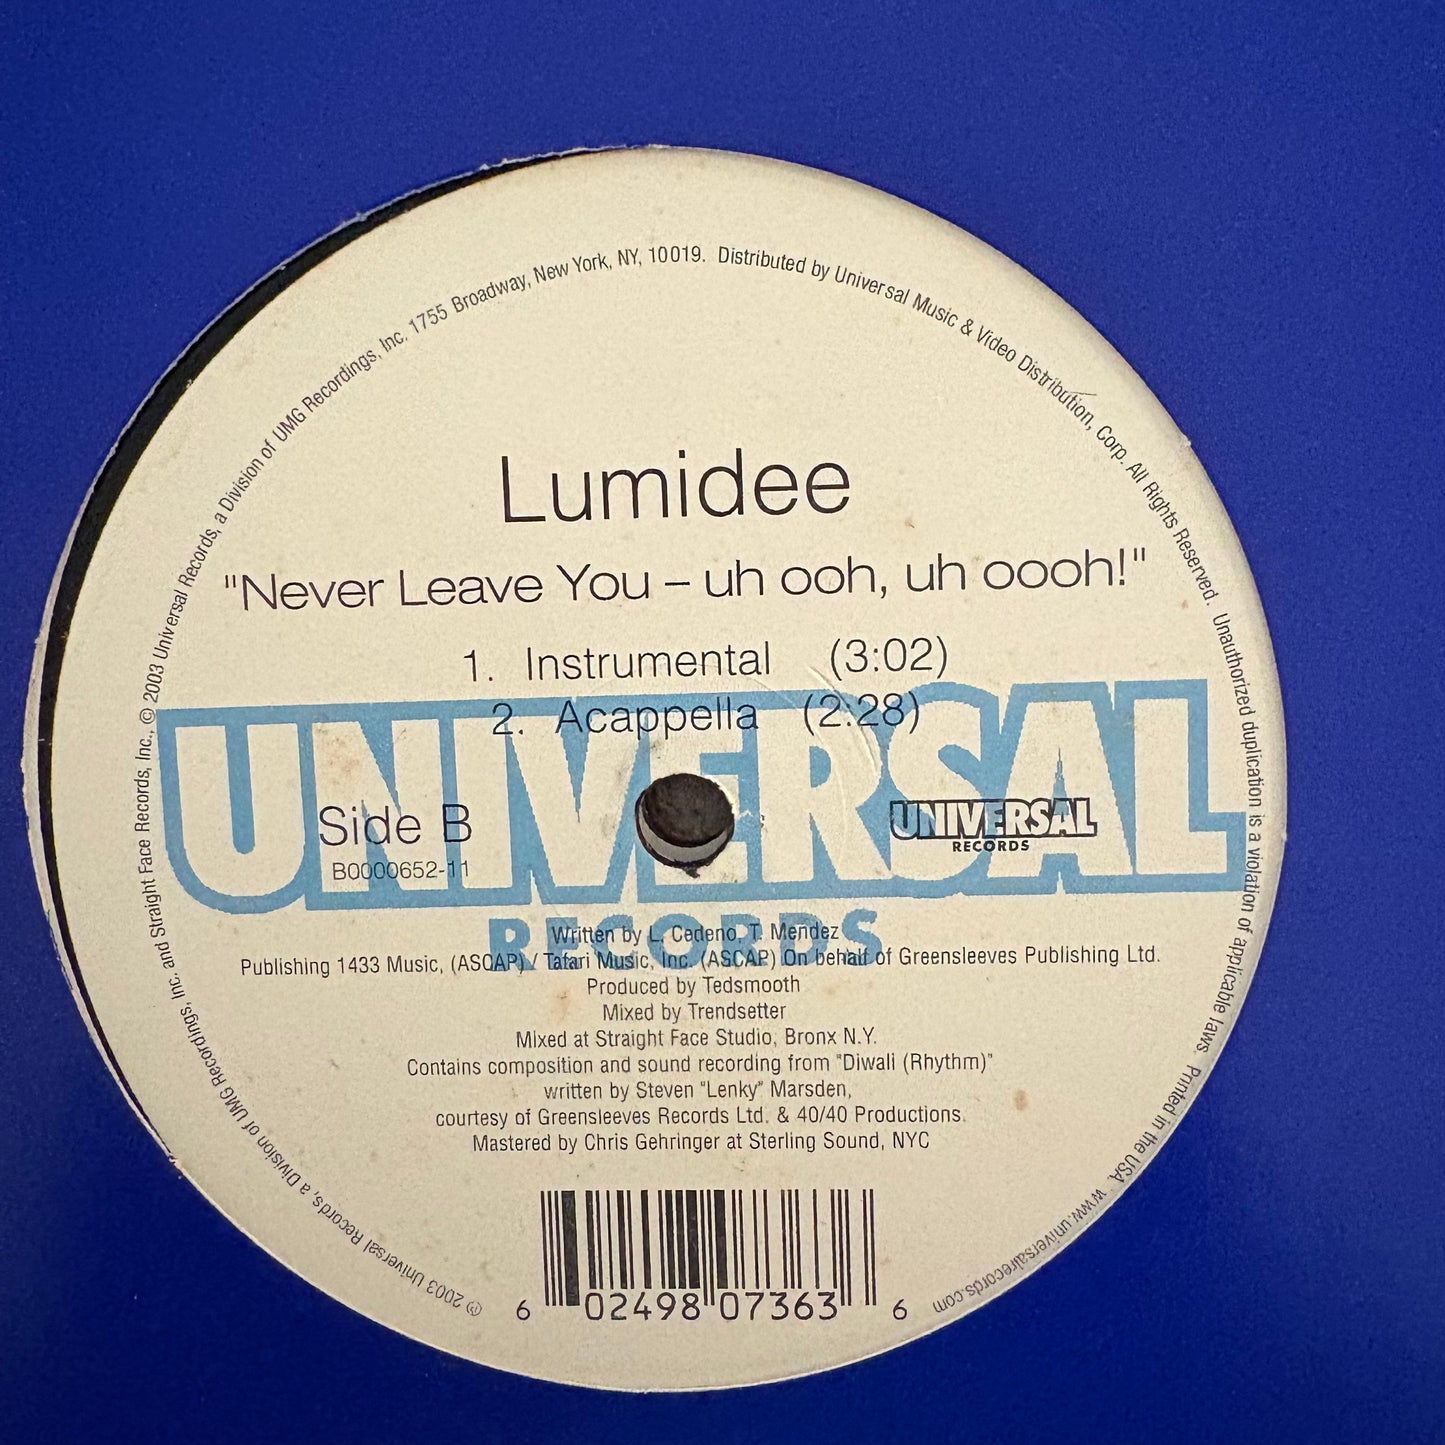 ℗ 2003 Universal Records, a Division of UMG Recordings, Inc. and Straight Face Records, Inc., © 2003 Universal Records, a Division of UMG Recordings, Inc. 1755 Broadway, New York, NY, 10019. Distributed by Universal Music & Video Distribution, Corp. All Rights Reserved. Unauthorized duplication is a violation of applicable laws. Printed in the USA. www.universalrecords.com
Lumidee
"Never Leave You – uh ooh, uh oooh!"
1. Instrumental (3:02)
2. Acappella (2:28)
UNIVERSAL
RECORDS
Side B
B0000652-11
UNIVERSAL
RECORDS
Written by L. Cedeno, T. Mendez
Publishing 1433 Music, (ASCAP) / Tafari Music, Inc. (ASCAP) On behalf of Greensleeves Publishing Ltd.
Produced by Tedsmooth
Mixed by Trendsetter
Mixed at Straight Face Studio, Bronx N.Y.
Contains composition and sound recording from "Diwali (Rhythm)"
written by Steven "Lenky" Marsden,
courtesy of Greensleeves Records Ltd. & 40/40 Productions.
Mastered by Chris Gehringer at Sterling Sound, NYC
6 02498 07363 6